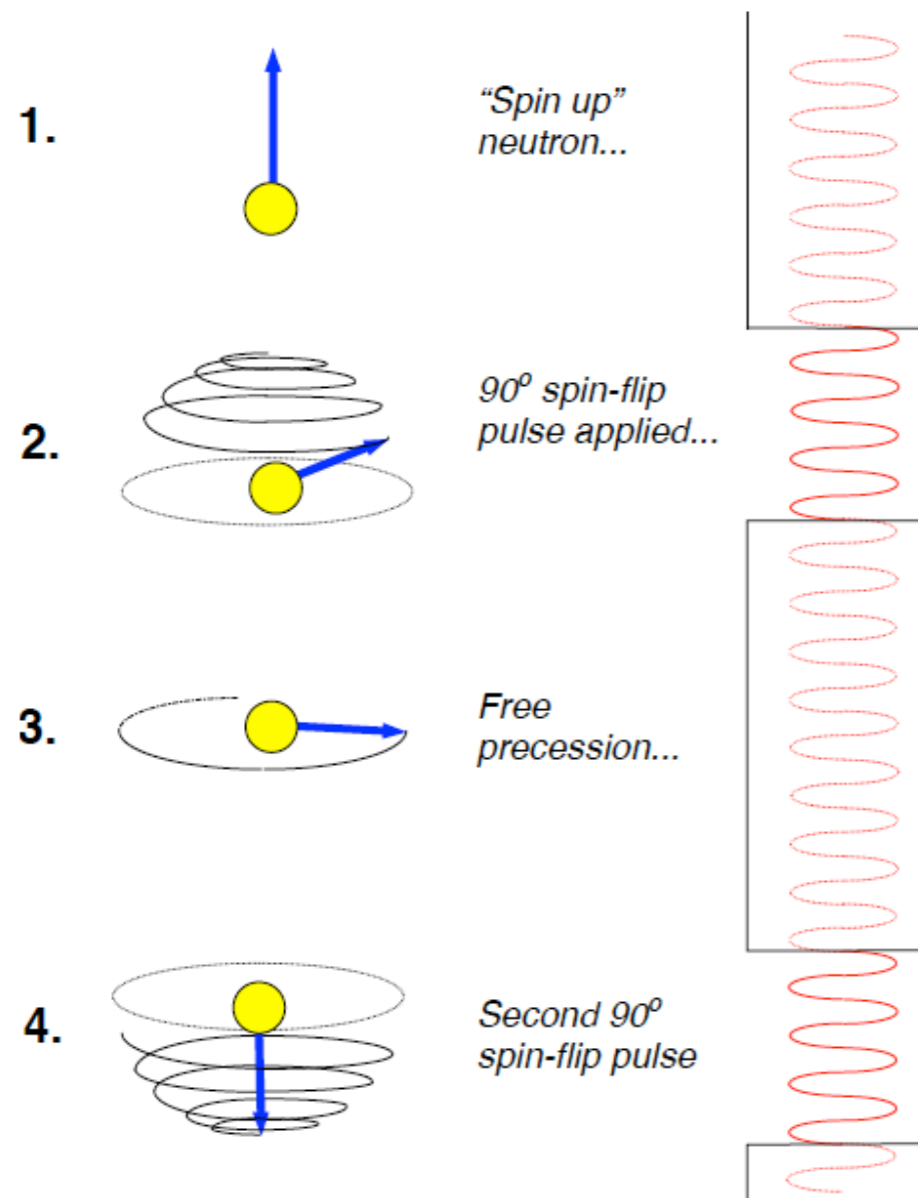 1.
“Spin up”
neutron...
2.
90º spin-flip
pulse applied...
3.
Free
precession...
4.
Second 90º
spin-flip pulse